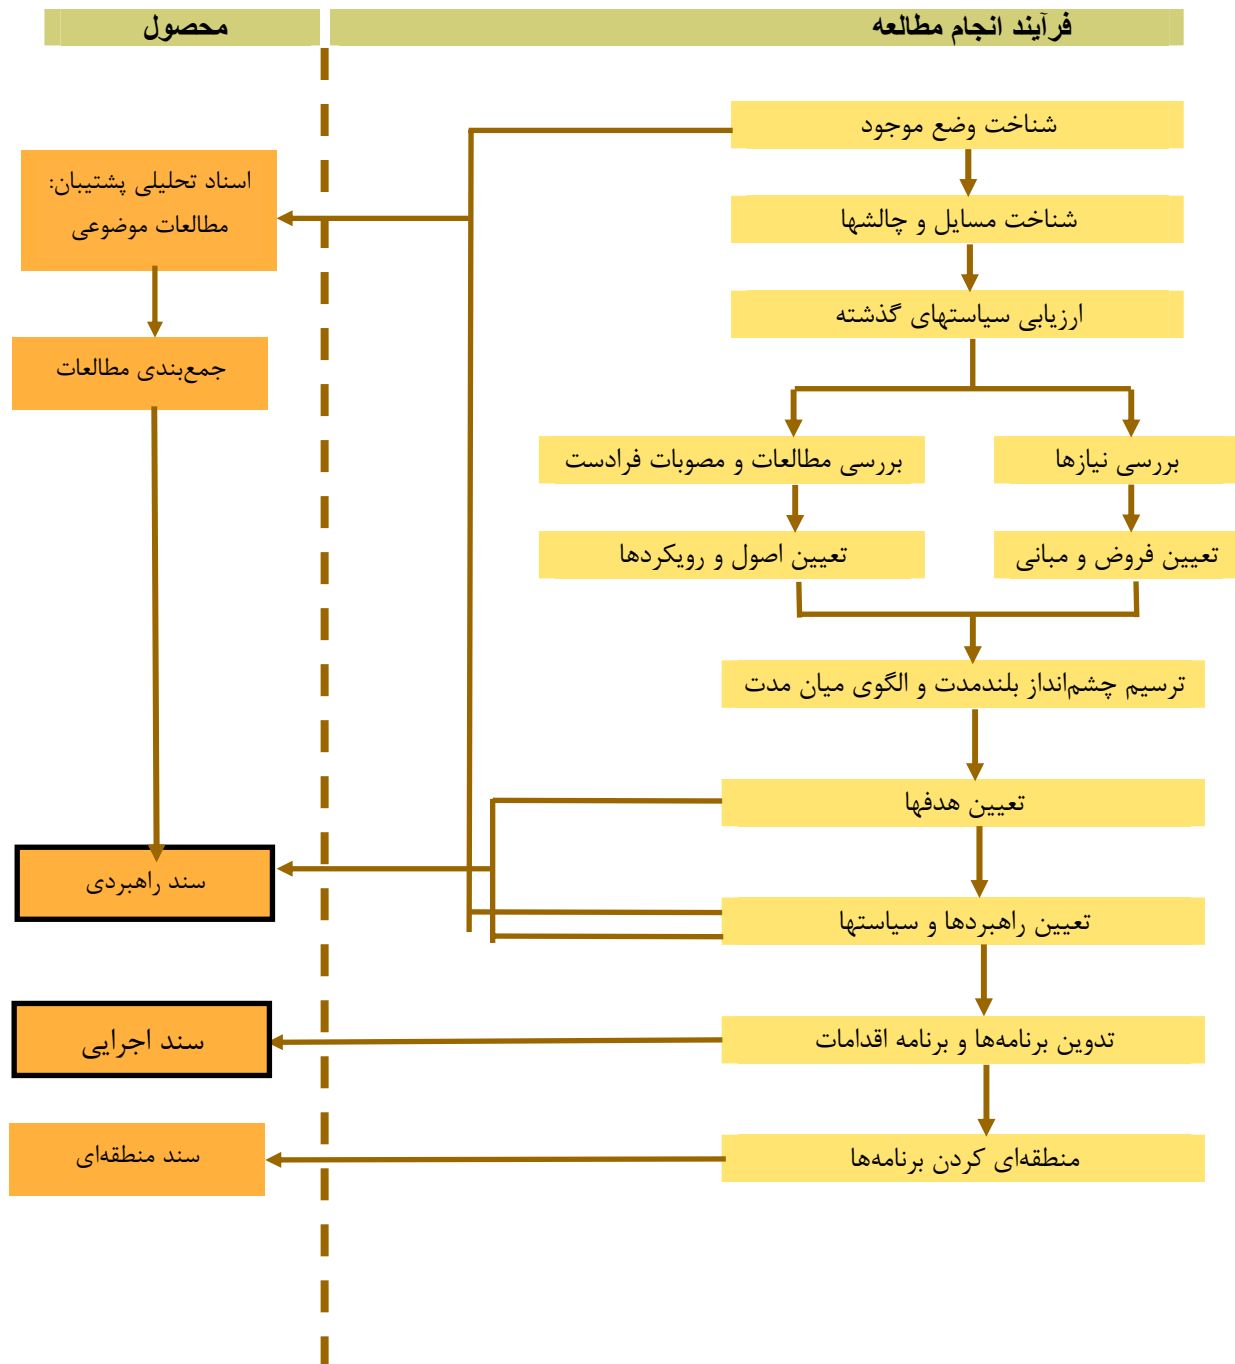 فرآیند انجام مطالعه
محصول
شناخت وضع موجود
شناخت مسایل و چالشها
ارزیابی سیاستهای گذشته
بررسی نیازها
بررسی مطالعات و مصوبات فرادست
تعیین فروض و مبانی
تعیین اصول و رویکردها
ترسیم چشم‌انداز بلندمدت و الگوی میان مدت
تعیین هدفها
تعیین راهبردها و سیاستها
تدوین برنامه‌ها و برنامه اقدامات
منطقه‌ای کردن برنامه‌ها
اسناد تحلیلی پشتیبان:
مطالعات موضوعی
جمع‌بندی مطالعات
سند راهبردی
سند اجرایی
سند منطقه‌ای